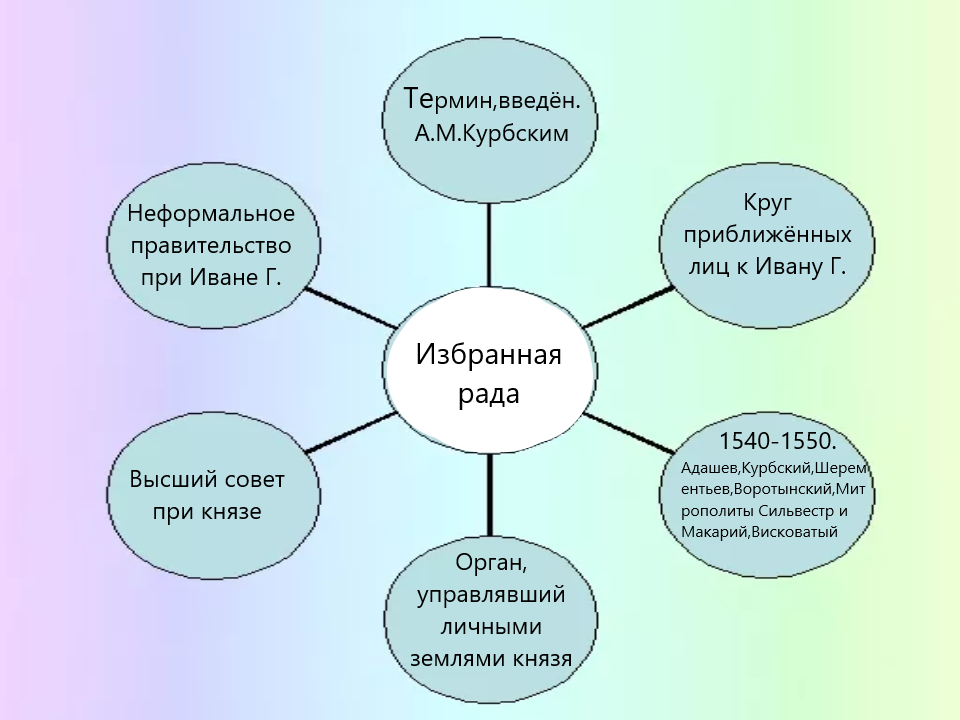 Термин,введён.
А.М.Курбским
Неформальное
правительство
при Иване Г.
Круг
приближённых
лиц к Ивану Г.
Избранная
рада
Высший совет
при князе
1540-1550.
Адашев,Курбский,Шерем
ентьев,Воротынский,Мит
рополиты Сильвестр и
Макарий,Висковатый
Орган,
управлявший
личными
землями князя